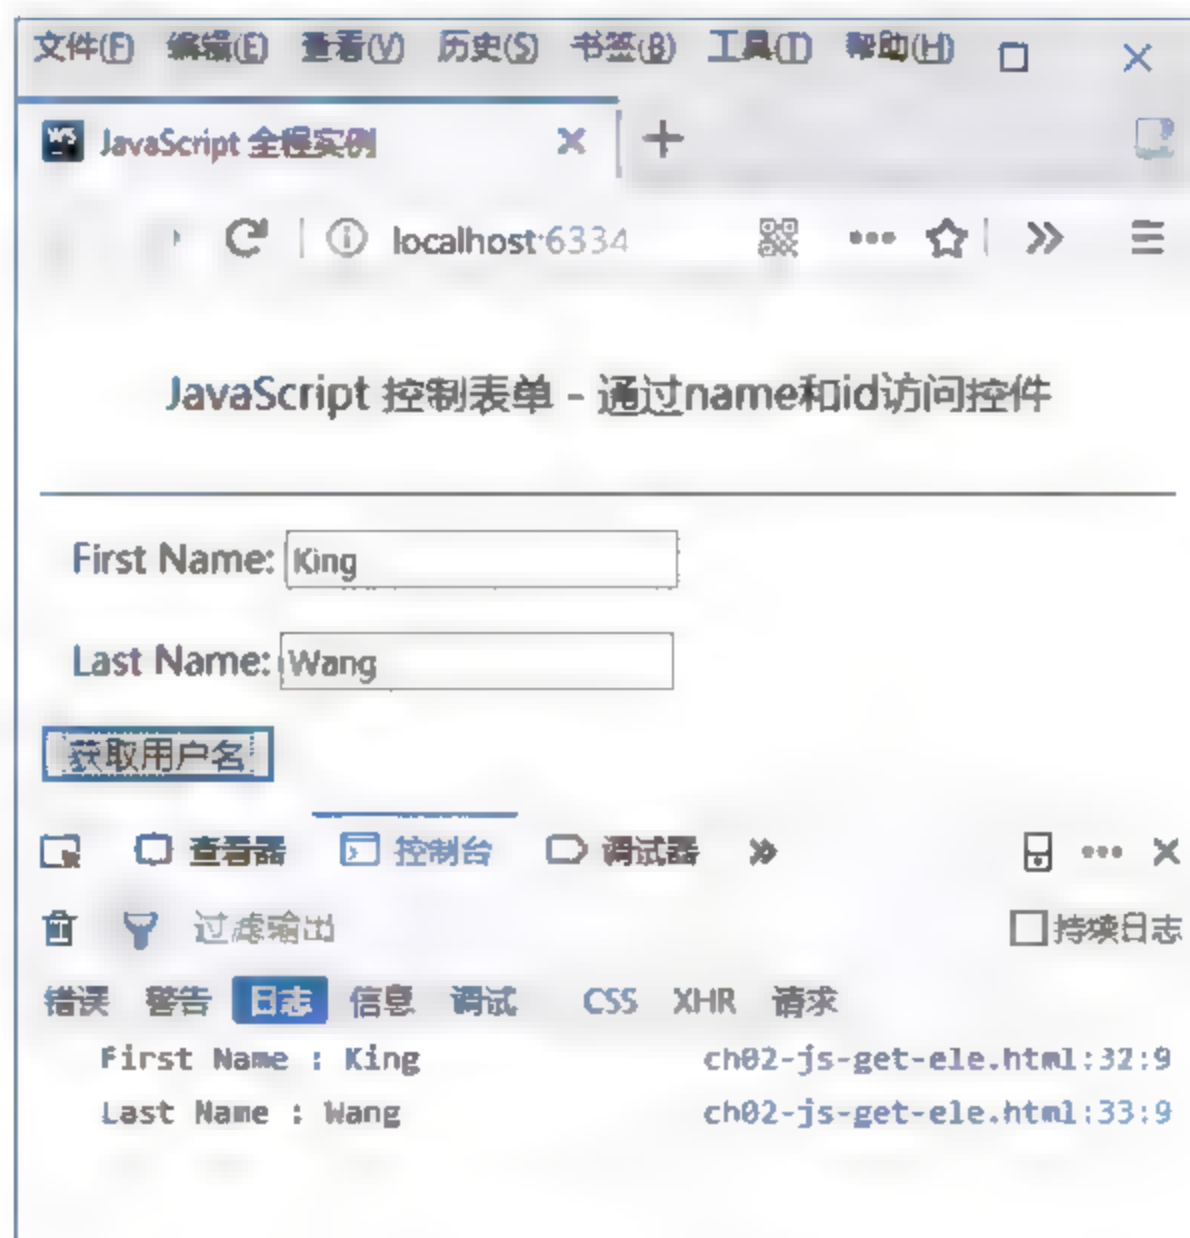 文件(F) 编辑(E) 查看(V) 历史(S) 书签(B) 工具(T) 帮助(H)
WS JavaScript 全程实例
localhost:6334
JavaScript 控制表单 - 通过name和id访问控件
First Name: King
Last Name: Wang
获取用户名
查看器 控制台 调试器
过滤输出 持续日志
错误 警告 日志 信息 调试 CSS XHR 请求
First Name : King ch02-js-get-ele.html:32:9
Last Name : Wang ch02-js-get-ele.html:33:9